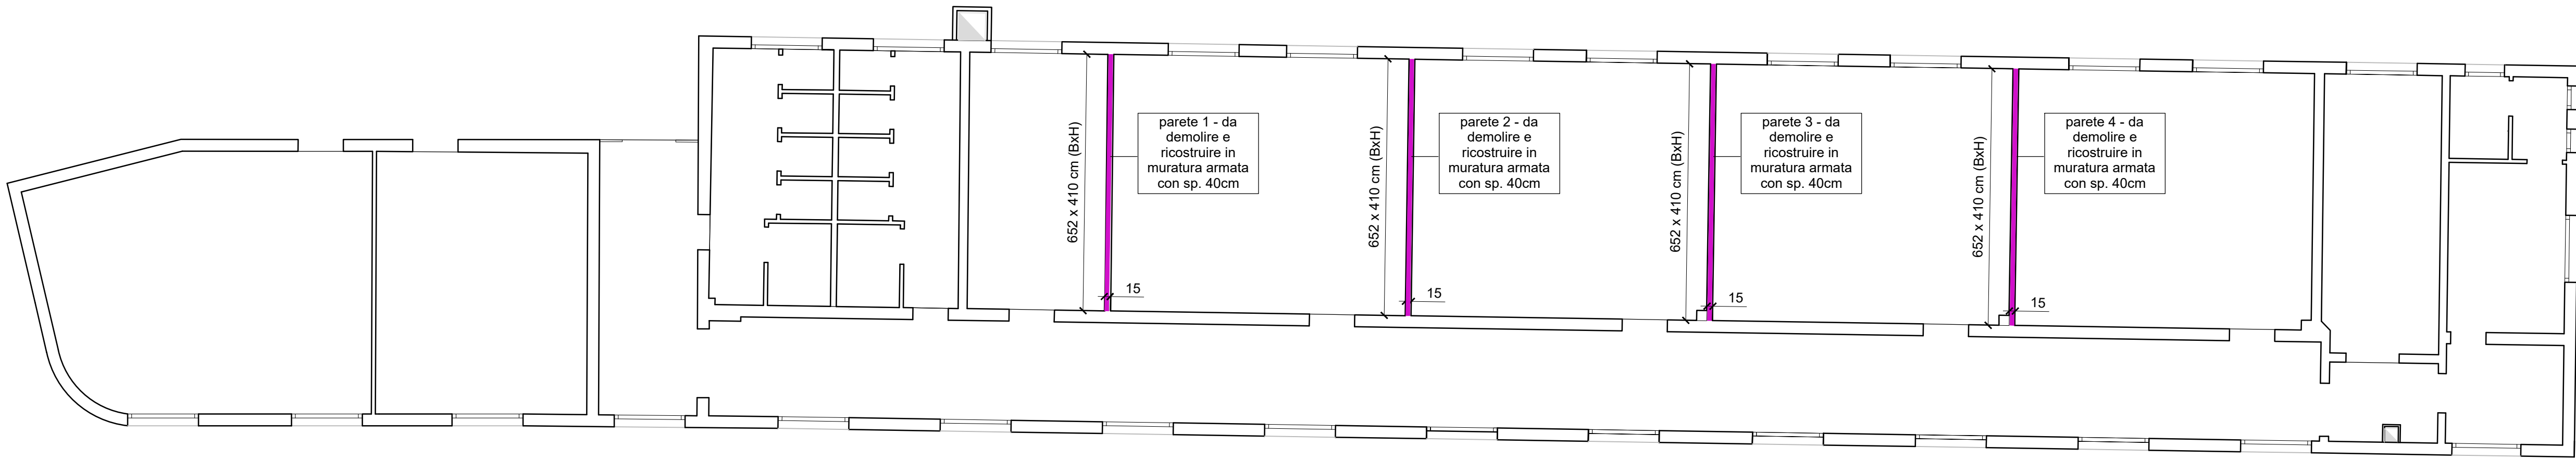 652 x 410 cm (BxH)
15
parete 1 - da
demolire e
ricostruire in
muratura armata
con sp. 40cm
652 x 410 cm (BxH)
15
parete 2 - da
demolire e
ricostruire in
muratura armata
con sp. 40cm
652 x 410 cm (BxH)
15
parete 3 - da
demolire e
ricostruire in
muratura armata
con sp. 40cm
652 x 410 cm (BxH)
15
parete 4 - da
demolire e
ricostruire in
muratura armata
con sp. 40cm